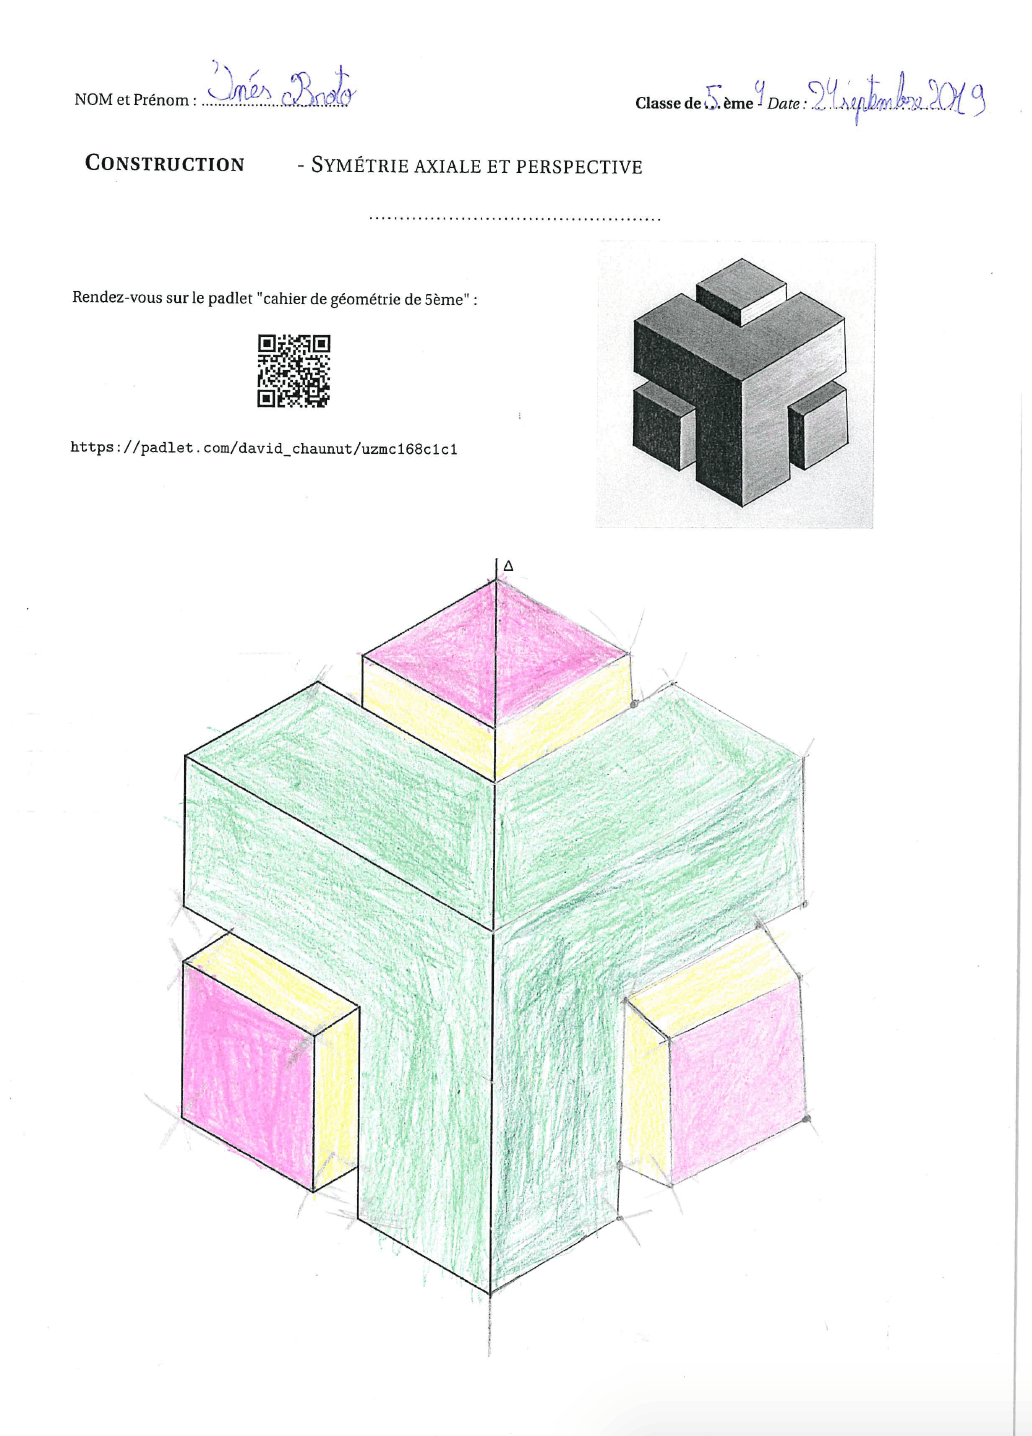 NOM et Prénom : Inés Broto
Classe de 5 ème 9 Date : 24 septembre 2019
CONSTRUCTION - SYMÉTRIE AXIALE ET PERSPECTIVE
Rendez-vous sur le padlet "cahier de géométrie de 5ème" :
https://padlet.com/david_chaunut/uzmc168c1c1
Δ